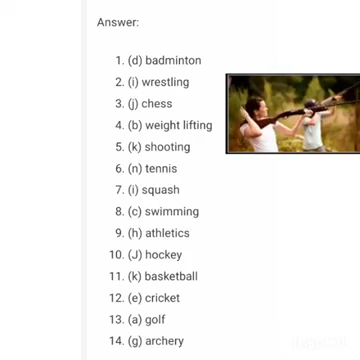 Answer:
1. (d) badminton
2. (i) wrestling
3. (j) chess
4. (b) weight lifting
5. (k) shooting
6. (n) tennis
7. (i) squash
8. (c) swimming
9. (h) athletics
10. (J) hockey
11. (k) basketball
12. (e) cricket
13. (a) golf
14. (g) archery